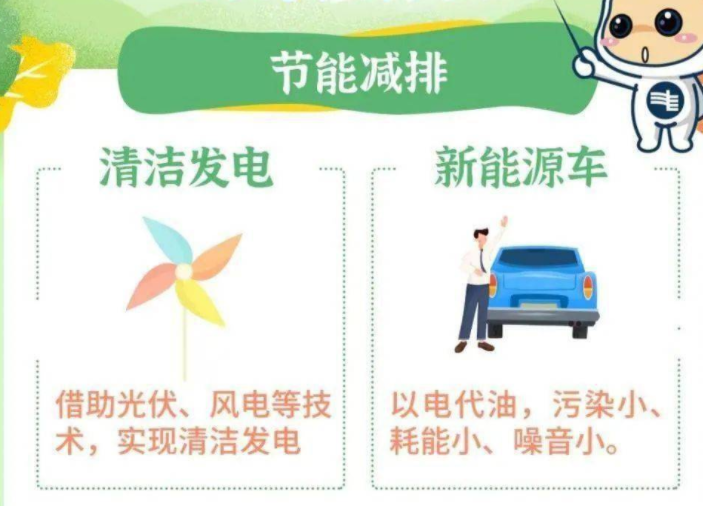 节能减排
清洁发电
借助光伏、风电等技
术，实现清洁发电
新能源车
以电代油，污染小、
耗能小、噪音小。